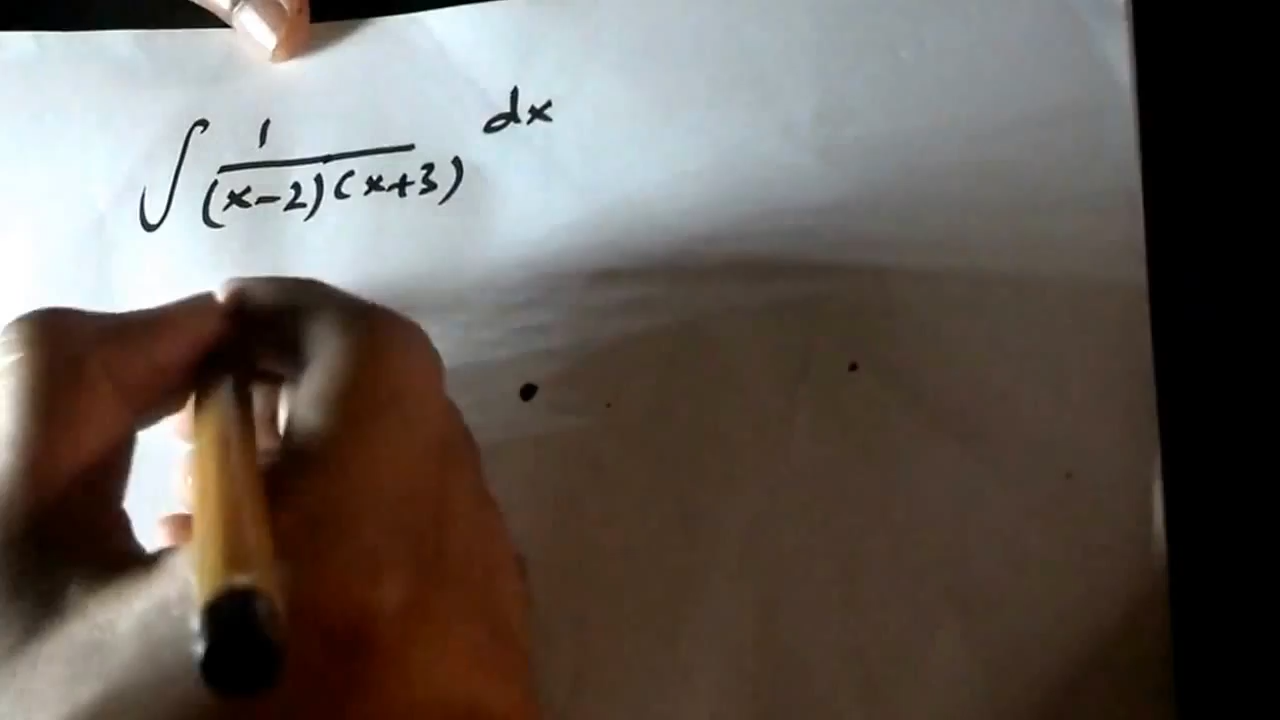 ∫ 1/((x-2)(x+3)) dx